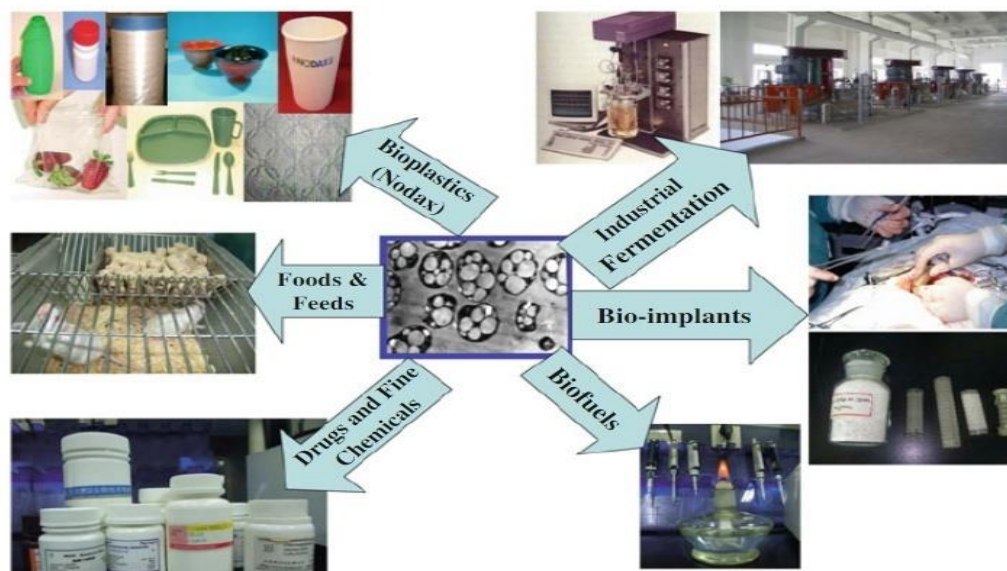 NODAX
Bioplastics
(Nodax)
Industrial
Fermentation
Foods &
Feeds
Bio-implants
Drugs and Fine
Chemicals
Biofuels